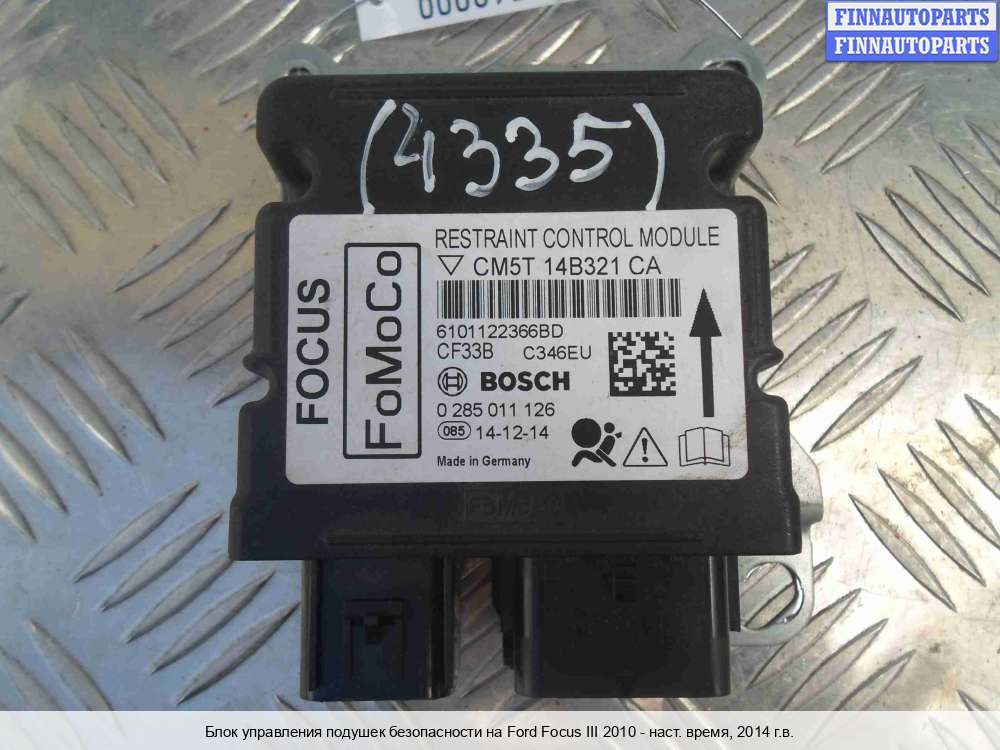 FINNAUTOPARTS
FINNAUTOPARTS
(4335)
FOCUS
FoMoCo
RESTRAINT CONTROL MODULE
CM5T 14B321 CA
6101122366BD
CF33B C346EU
BOSCH
0 285 011 126
085 14-12-14
Made in Germany
Блок управления подушек безопасности на Ford Focus III 2010 - наст. время, 2014 г.в.